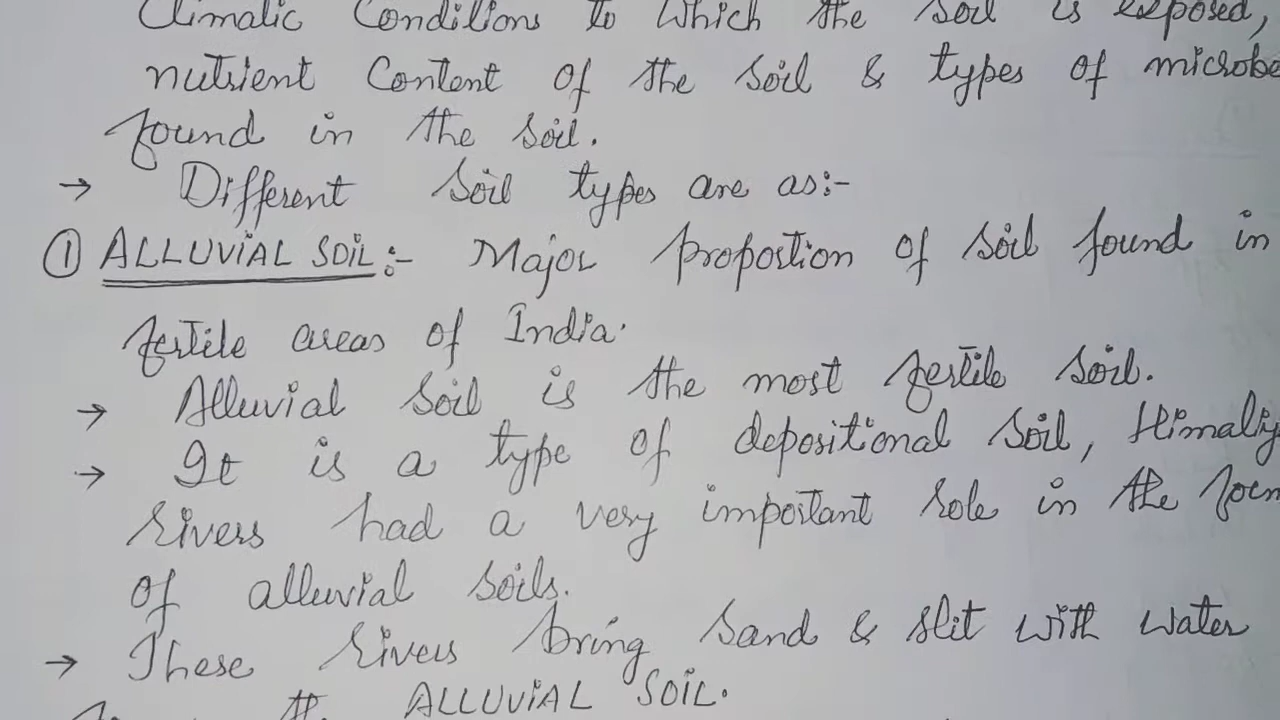 Climatic Conditions to which the soil is exposed,
nutrient Content of the soil & types of microbe
found in the soil.
→ Different soil types are as:-
① ALLUVIAL SOIL:- Major proportion of soil found in
fertile areas of India.
→ Alluvial soil is the most fertile soil.
→ It is a type of depositional soil, Himaly
rivers had a very important role in the form
of alluvial soils.
→ These rivers bring sand & slit with water
the ALLUVIAL SOIL.